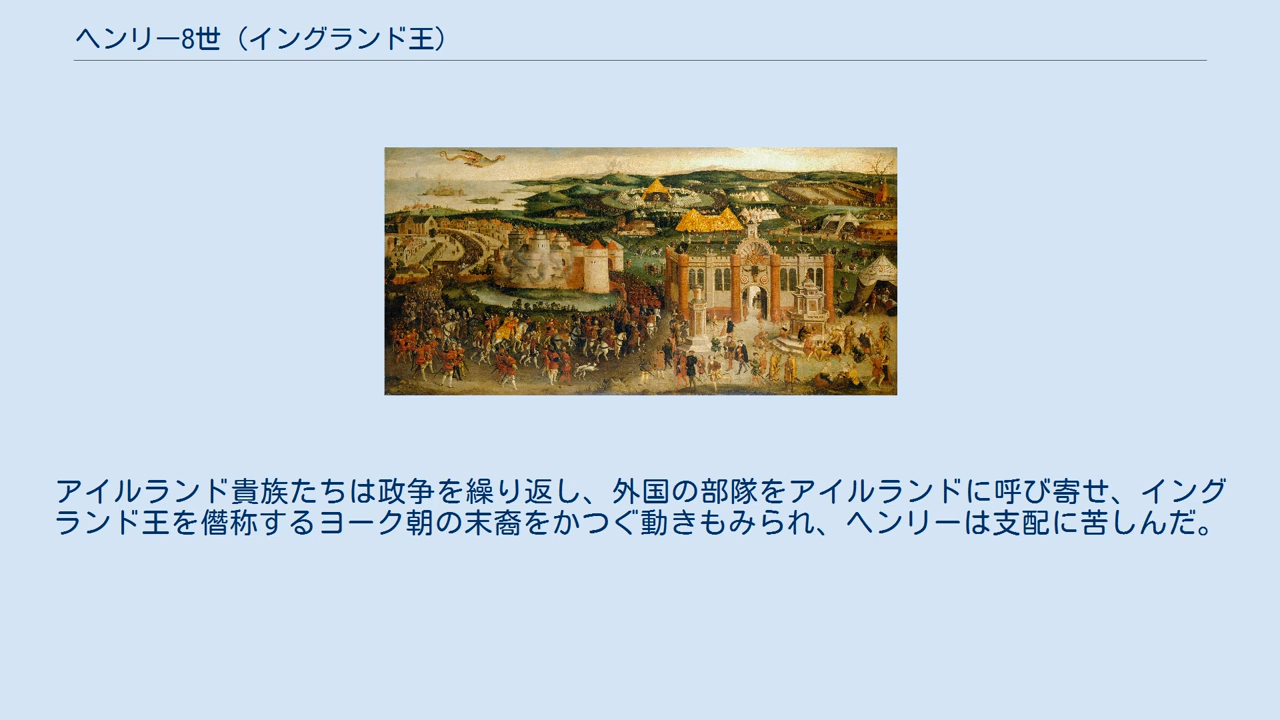 ヘンリー8世（イングランド王）
アイルランド貴族たちは政争を繰り返し、外国の部隊をアイルランドに呼び寄せ、イング
ランド王を僭称するヨーク朝の末裔をかつぐ動きもみられ、ヘンリーは支配に苦しんだ。